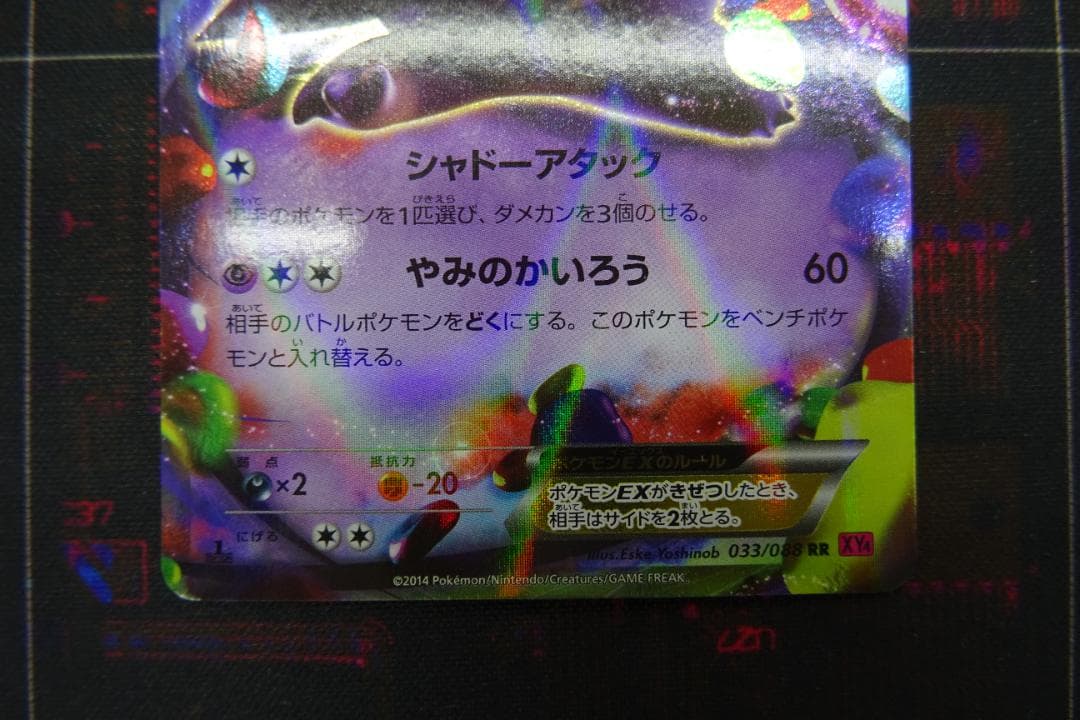 シャドーアタック
相手のポケモンを1匹選び、ダメカンを3個のせる。
やみのかいろう 60
相手のバトルポケモンをどくにする。このポケモンをベンチポケ
モンと入れ替える。
弱点 抵抗力
×2 -20
ポケモンEXのルール
ポケモンEXがきぜつしたとき、
相手はサイドを2枚とる。
にげる
illus.Eske Yoshinob 033/088 RR XY4
©2014 Pokémon/Nintendo/Creatures/GAME FREAK.